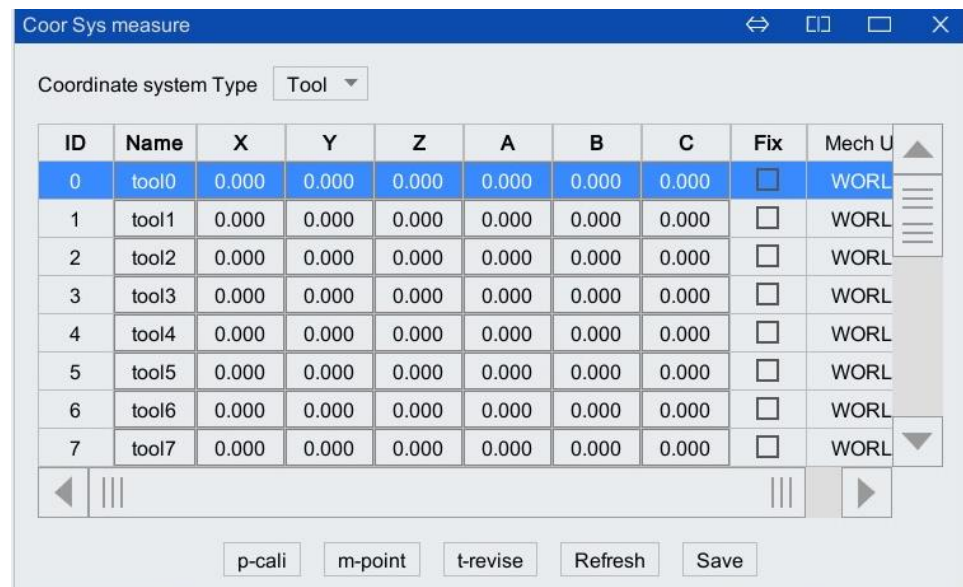 Coor Sys measure
Coordinate system Type Tool
ID Name X Y Z A B C Fix Mech U
0 tool0 0.000 0.000 0.000 0.000 0.000 0.000 WORL
1 tool1 0.000 0.000 0.000 0.000 0.000 0.000 WORL
2 tool2 0.000 0.000 0.000 0.000 0.000 0.000 WORL
3 tool3 0.000 0.000 0.000 0.000 0.000 0.000 WORL
4 tool4 0.000 0.000 0.000 0.000 0.000 0.000 WORL
5 tool5 0.000 0.000 0.000 0.000 0.000 0.000 WORL
6 tool6 0.000 0.000 0.000 0.000 0.000 0.000 WORL
7 tool7 0.000 0.000 0.000 0.000 0.000 0.000 WORL
p-cali m-point t-revise Refresh Save